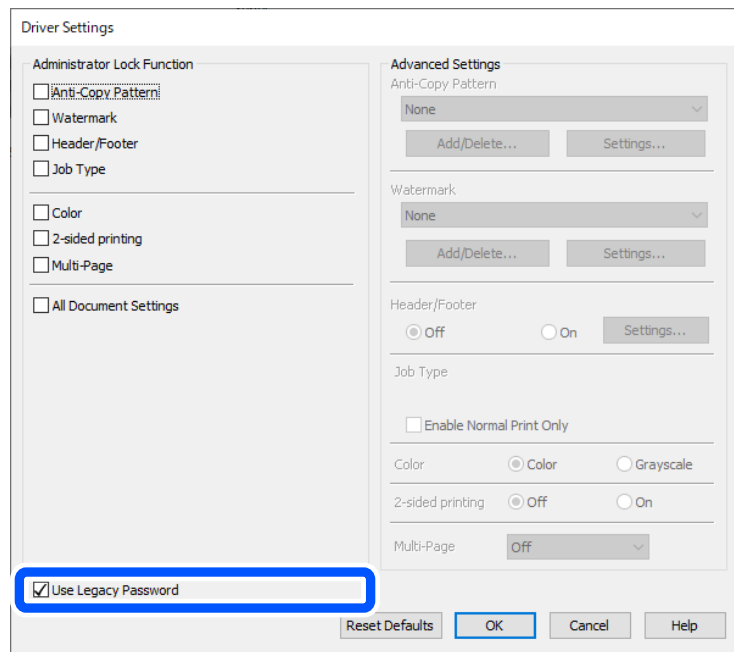 Driver Settings
Administrator Lock Function
Anti-Copy Pattern
Watermark
Header/Footer
Job Type
Color
2-sided printing
Multi-Page
All Document Settings
Use Legacy Password
Advanced Settings
Anti-Copy Pattern
None
Add/Delete... Settings...
Watermark
None
Add/Delete... Settings...
Header/Footer
Off On Settings...
Job Type
Enable Normal Print Only
Color Color Grayscale
2-sided printing Off On
Multi-Page Off
Reset Defaults OK Cancel Help